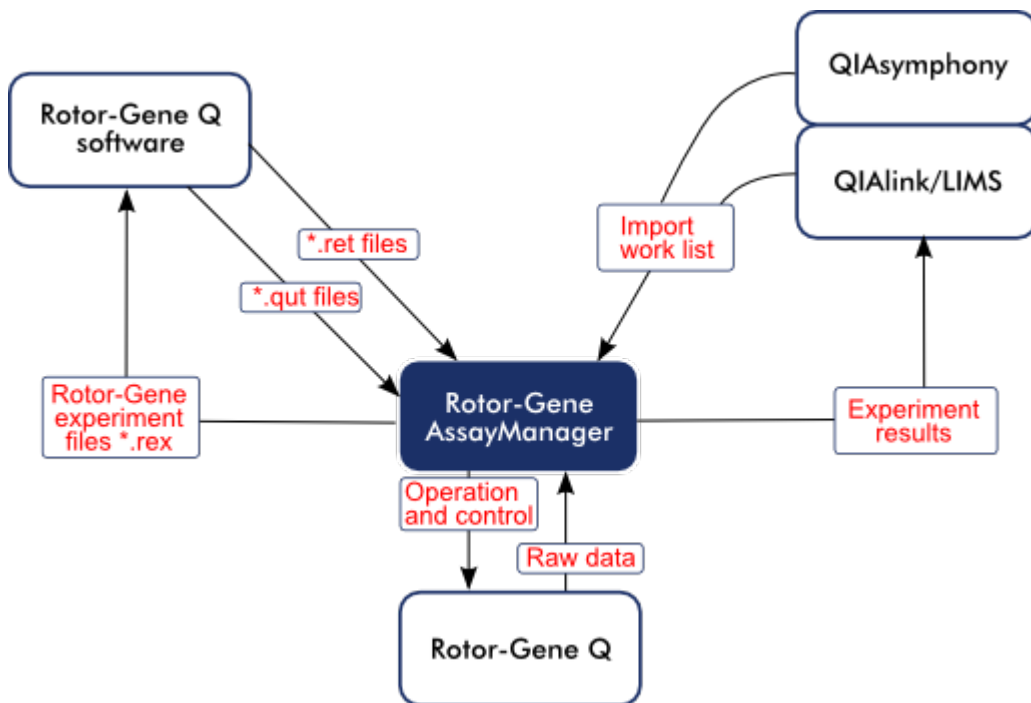 QIAsymphony
Rotor-Gene Q
software
QIAlink/LIMS
Import
work list
*.ret files
*.qut files
Rotor-Gene
experiment
files *.rex
Rotor-Gene
AssayManager
Experiment
results
Operation
and control
Raw data
Rotor-Gene Q